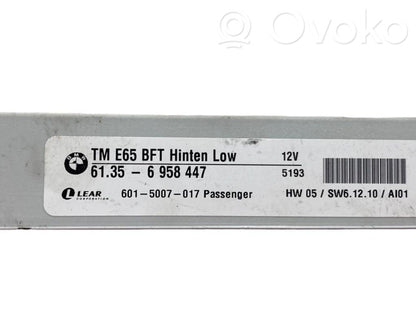 Ovoko
TM E65 BFT Hinten Low 12V
61.35 - 6 958 447 5193
LEAR CORPORATION 601-5007-017 Passenger HW 05 / SW6.12.10 / AI01